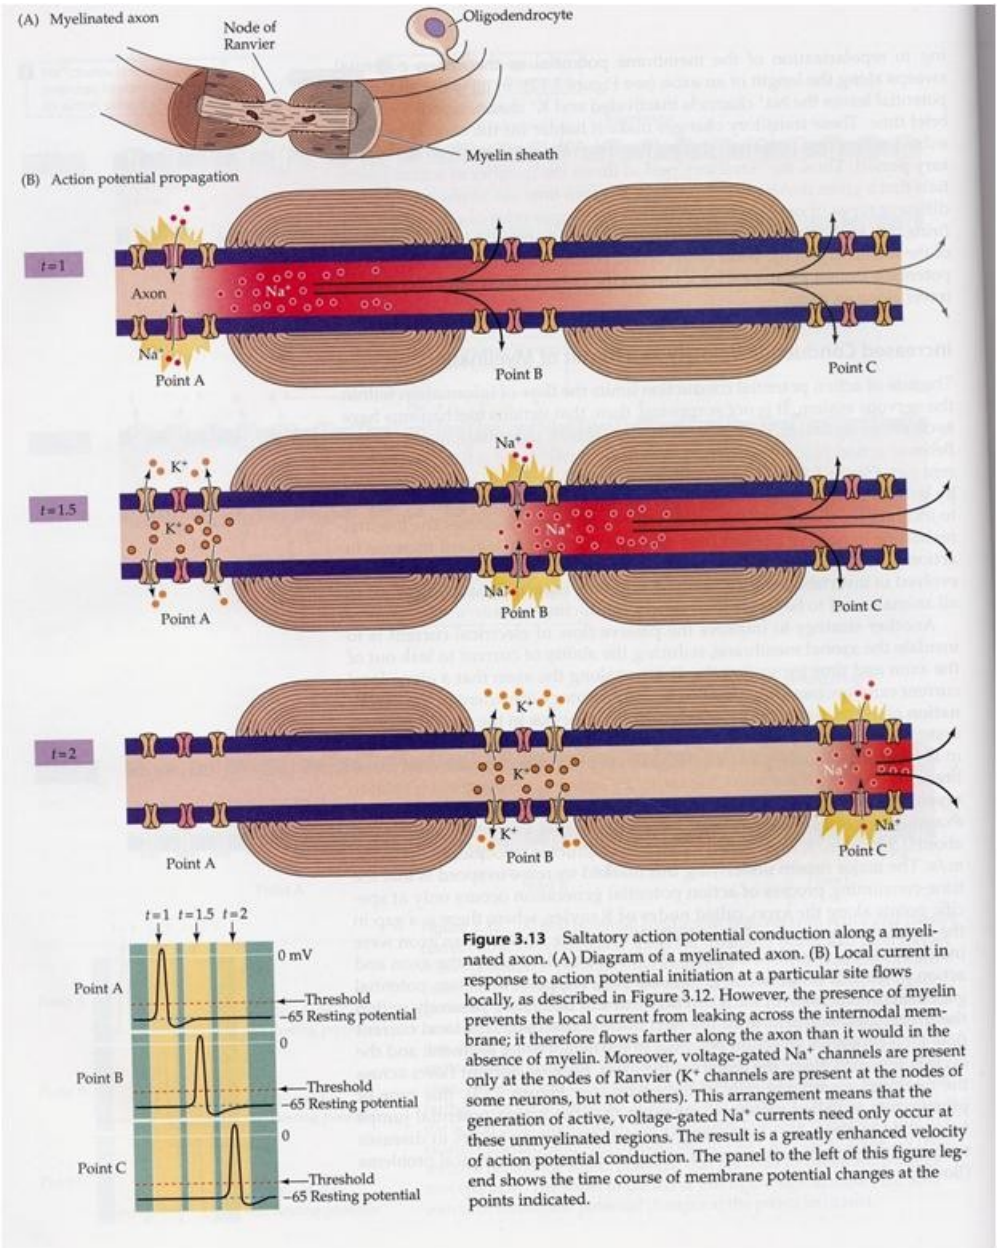 (A) Myelinated axon
Node of
Ranvier
Oligodendrocyte
Myelin sheath
(B) Action potential propagation
t=1
Axon
Na+
Na+
Point A
Point B
Point C
t=1.5
K+
K+
Point A
Na+
Na+
Na+
Point B
Point C
t=2
Point A
K+
K+
K+
Point B
Na+
Na+
Point C
t=1 t=1.5 t=2
Point A
0 mV
Threshold
–65 Resting potential
Point B
0
Threshold
–65 Resting potential
Point C
0
Threshold
–65 Resting potential
Figure 3.13 Saltatory action potential conduction along a myeli-
nated axon. (A) Diagram of a myelinated axon. (B) Local current in
response to action potential initiation at a particular site flows
locally, as described in Figure 3.12. However, the presence of myelin
prevents the local current from leaking across the internodal mem-
brane; it therefore flows farther along the axon than it would in the
absence of myelin. Moreover, voltage-gated Na+ channels are present
only at the nodes of Ranvier (K+ channels are present at the nodes of
some neurons, but not others). This arrangement means that the
generation of active, voltage-gated Na+ currents need only occur at
these unmyelinated regions. The result is a greatly enhanced velocity
of action potential conduction. The panel to the left of this figure leg-
end shows the time course of membrane potential changes at the
points indicated.